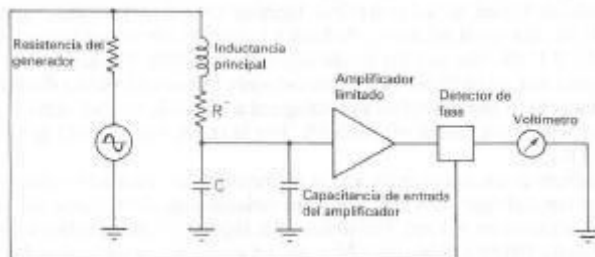 Resistencia del
generador
Inductancia
principal
R
C
Amplificador
limitado
Detector de
fase
Voltímetro
Capacitancia de entrada
del amplificador